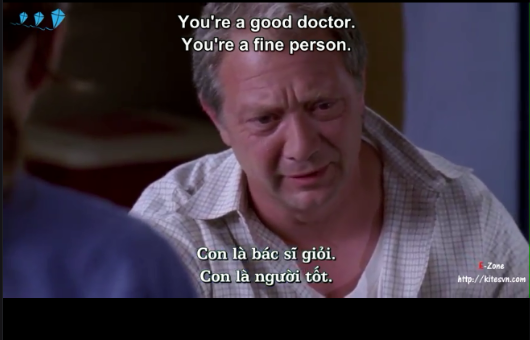 You're a good doctor.
You're a fine person.
Con là bác sĩ giỏi.
Con là người tốt.
E-Zone
http://kitesvn.com